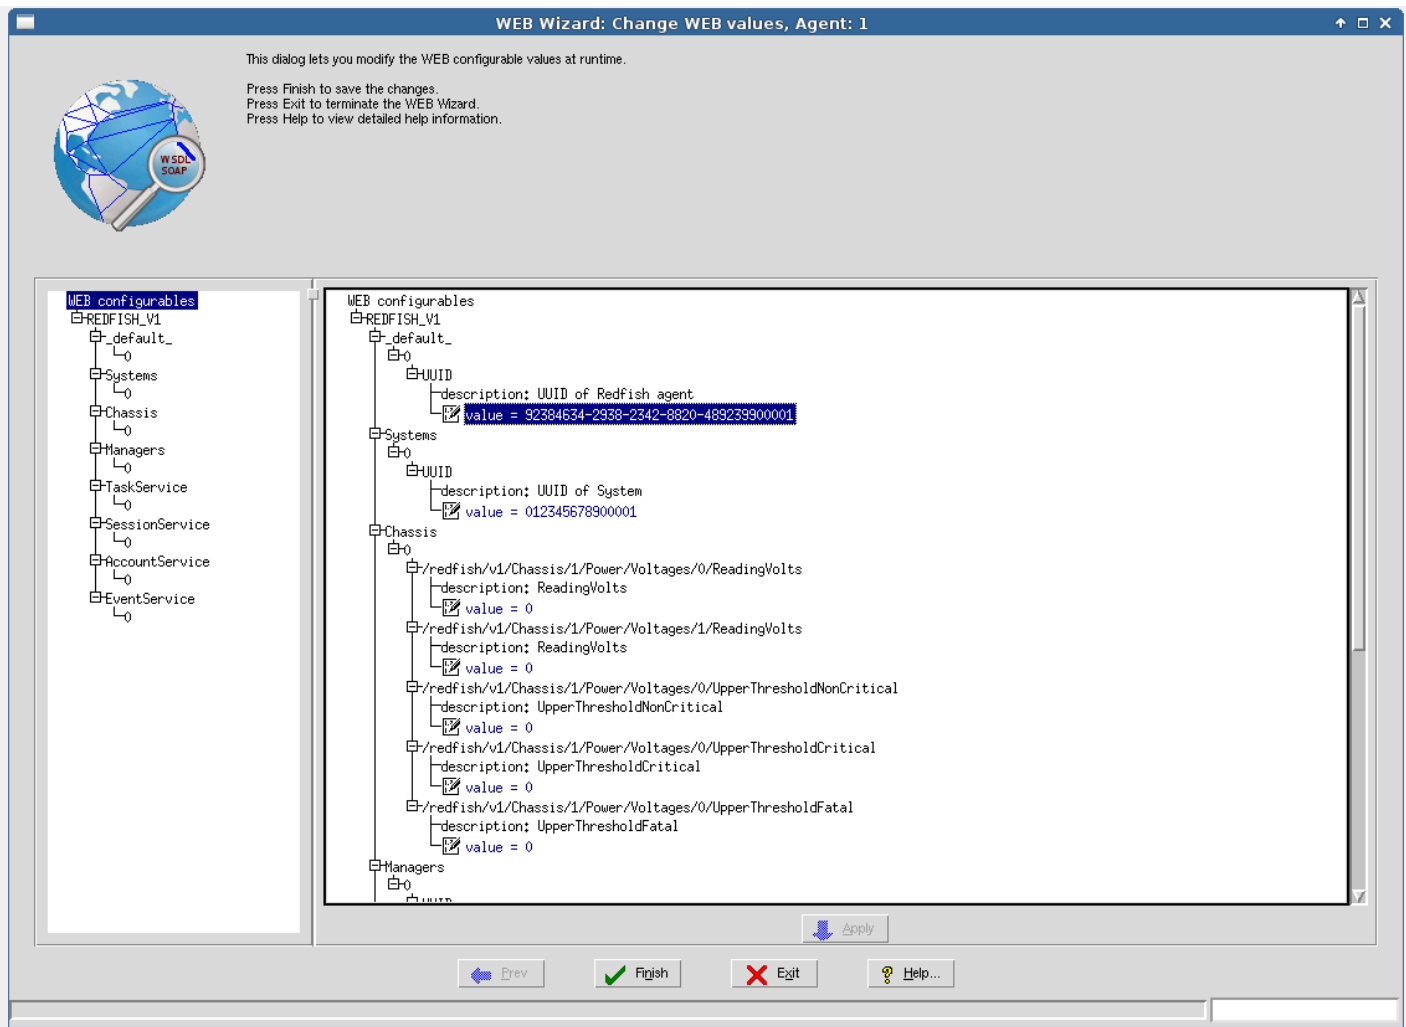 WEB Wizard: Change WEB values, Agent: 1
This dialog lets you modify the WEB configurable values at runtime.
Press Finish to save the changes.
Press Exit to terminate the WEB Wizard.
Press Help to view detailed help information.
WSDL
SOAP
WEB configurables
REDFISH_V1
_default_
0
Systems
0
Chassis
0
Managers
0
TaskService
0
SessionService
0
AccountService
0
EventService
0
WEB configurables
REDFISH_V1
_default_
0
UUID
description: UUID of Redfish agent
value = 92384634-2938-2342-8820-489239900001
Systems
0
UUID
description: UUID of System
value = 012345678900001
Chassis
0
/redfish/v1/Chassis/1/Power/Voltages/0/ReadingVolts
description: ReadingVolts
value = 0
/redfish/v1/Chassis/1/Power/Voltages/1/ReadingVolts
description: ReadingVolts
value = 0
/redfish/v1/Chassis/1/Power/Voltages/0/UpperThresholdNonCritical
description: UpperThresholdNonCritical
value = 0
/redfish/v1/Chassis/1/Power/Voltages/0/UpperThresholdCritical
description: UpperThresholdCritical
value = 0
/redfish/v1/Chassis/1/Power/Voltages/0/UpperThresholdFatal
description: UpperThresholdFatal
value = 0
Managers
0
Apply
Prev
Finish
Exit
Help...